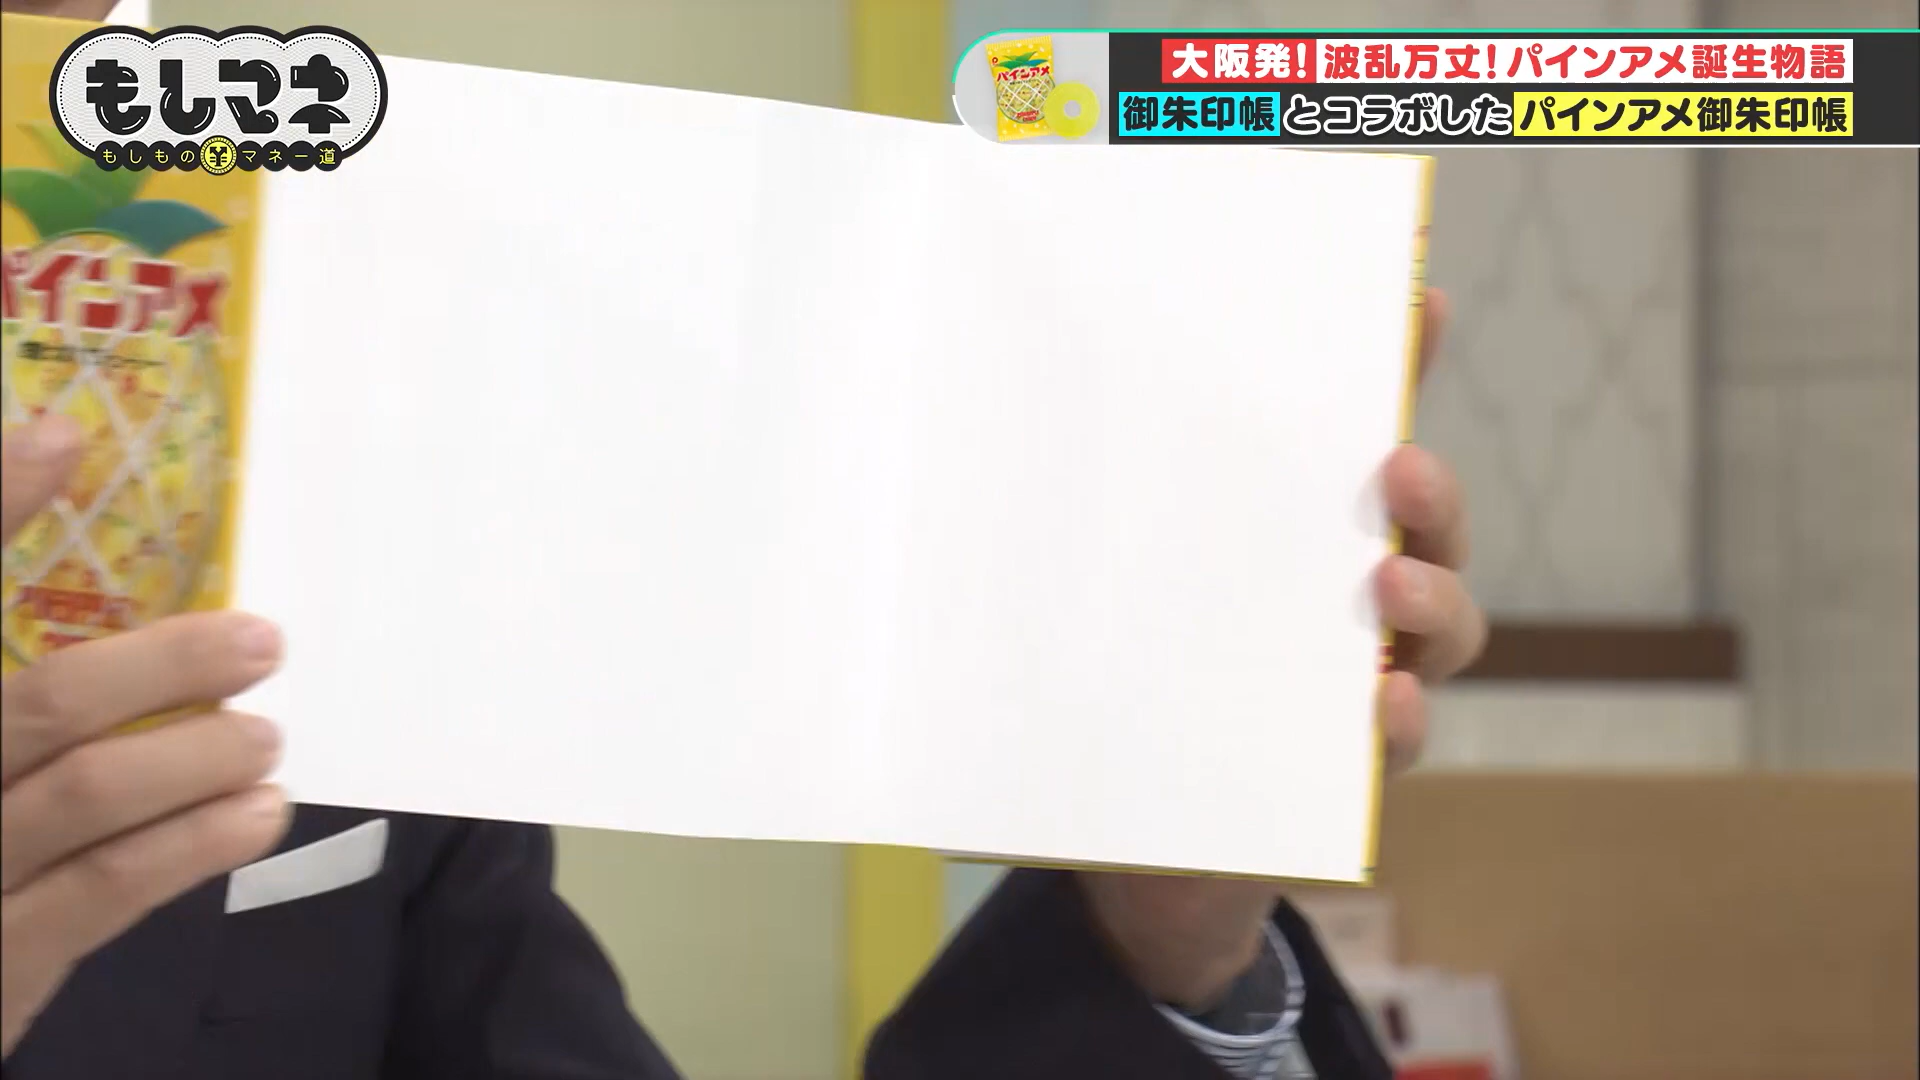 もしマネ
もしもの¥マネー道
大阪発!波乱万丈!パインアメ誕生物語
御朱印帳とコラボしたパインアメ御朱印帳
パインアメ
パインアメ